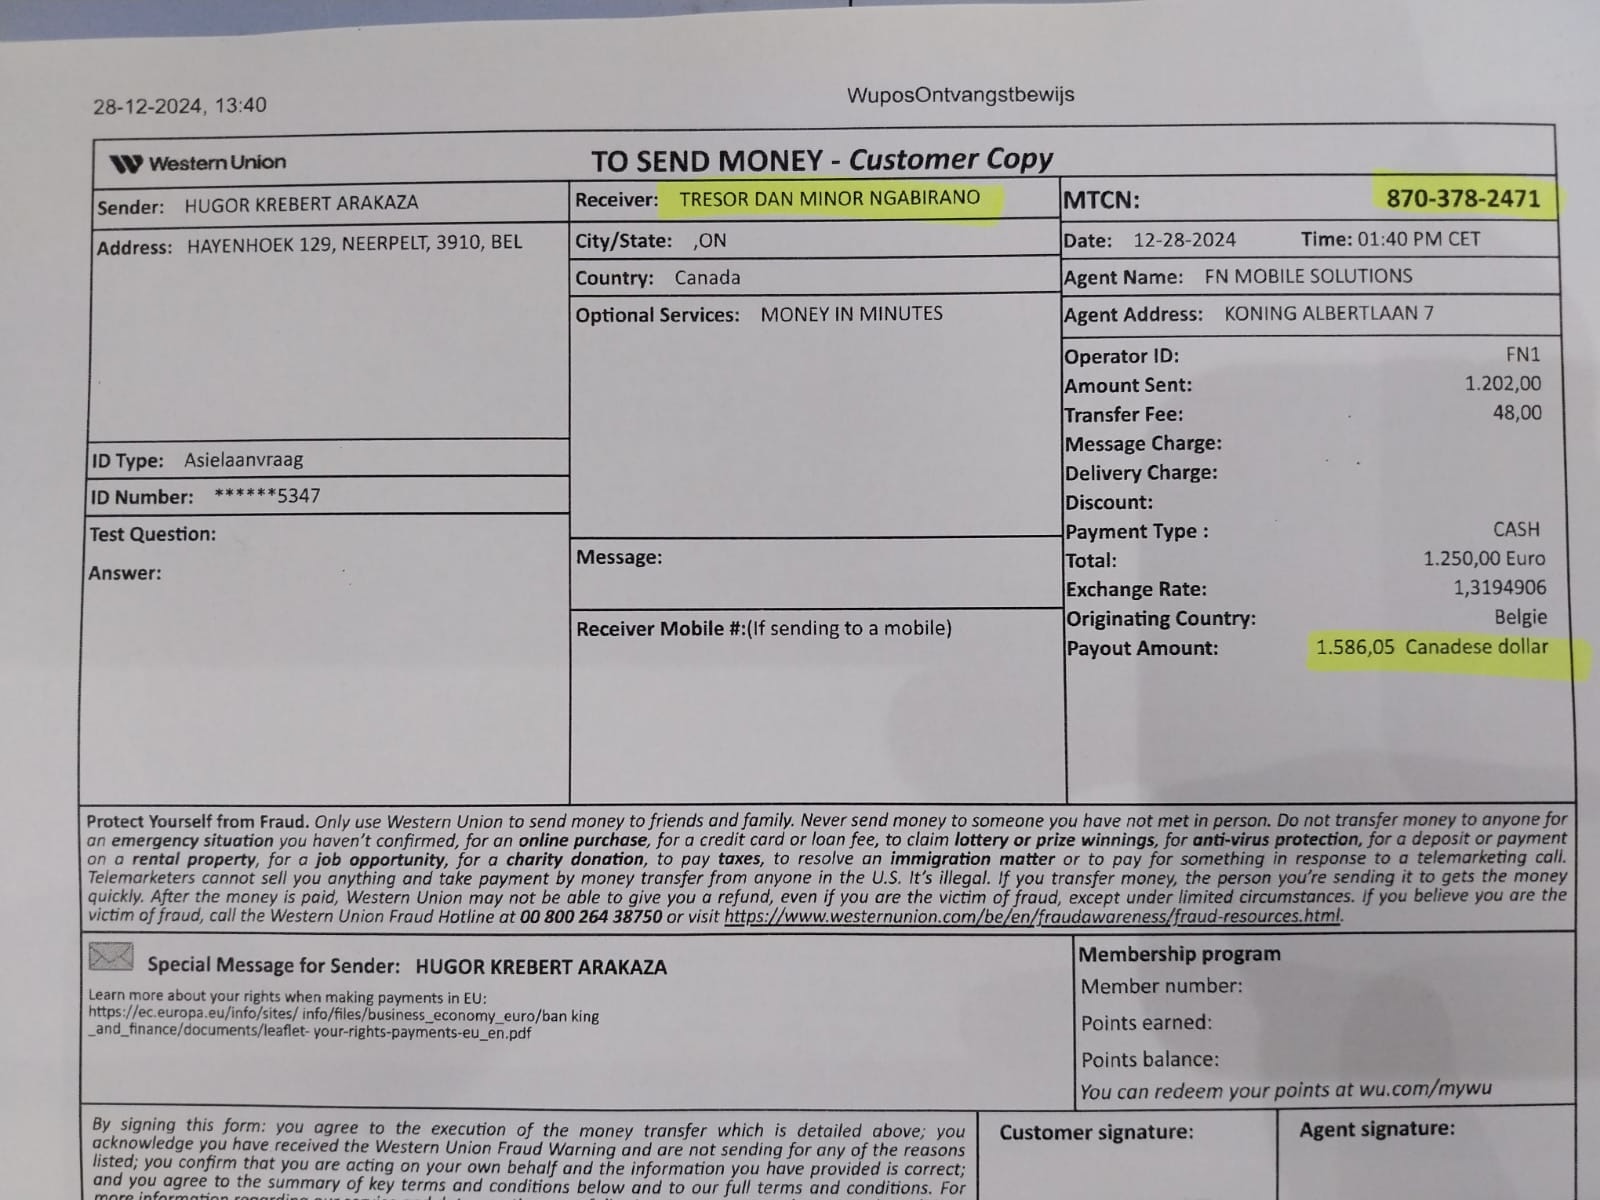 28-12-2024, 13:40
WuposOntvangstbewijs
Western Union
TO SEND MONEY - Customer Copy
Sender: HUGOR KREBERT ARAKAZA
Address: HAYENHOEK 129, NEERPELT, 3910, BEL
ID Type: Asielaanvraag
ID Number: ******5347
Test Question:
Answer:
Receiver: TRESOR DAN MINOR NGABIRANO
City/State: ,ON
Country: Canada
Optional Services: MONEY IN MINUTES
Message:
Receiver Mobile #:(If sending to a mobile)
MTCN: 870-378-2471
Date: 12-28-2024 Time: 01:40 PM CET
Agent Name: FN MOBILE SOLUTIONS
Agent Address: KONING ALBERTLAAN 7
Operator ID: FN1
Amount Sent: 1.202,00
Transfer Fee: 48,00
Message Charge:
Delivery Charge:
Discount:
Payment Type : CASH
Total: 1.250,00 Euro
Exchange Rate: 1,3194906
Originating Country: Belgie
Payout Amount: 1.586,05 Canadese dollar
Protect Yourself from Fraud. Only use Western Union to send money to friends and family. Never send money to someone you have not met in person. Do not transfer money to anyone for
an emergency situation you haven't confirmed, for an online purchase, for a credit card or loan fee, to claim lottery or prize winnings, for anti-virus protection, for a deposit or payment
on a rental property, for a job opportunity, for a charity donation, to pay taxes, to resolve an immigration matter or to pay for something in response to a telemarketing call.
Telemarketers cannot sell you anything and take payment by money transfer from anyone in the U.S. It's illegal. If you transfer money, the person you're sending it to gets the money
quickly. After the money is paid, Western Union may not be able to give you a refund, even if you are the victim of fraud, except under limited circumstances. If you believe you are the
victim of fraud, call the Western Union Fraud Hotline at 00 800 264 38750 or visit https://www.westernunion.com/be/en/fraudawareness/fraud-resources.html.
Special Message for Sender: HUGOR KREBERT ARAKAZA
Learn more about your rights when making payments in EU:
https://ec.europa.eu/info/sites/ info/files/business_economy_euro/ban king
_and_finance/documents/leaflet- your-rights-payments-eu_en.pdf
Membership program
Member number:
Points earned:
Points balance:
You can redeem your points at wu.com/mywu
By signing this form: you agree to the execution of the money transfer which is detailed above; you
acknowledge you have received the Western Union Fraud Warning and are not sending for any of the reasons
listed; you confirm that you are acting on your own behalf and the information you have provided is correct;
and you agree to the summary of key terms and conditions below and to our full terms and conditions. For
more information
Customer signature:
Agent signature: